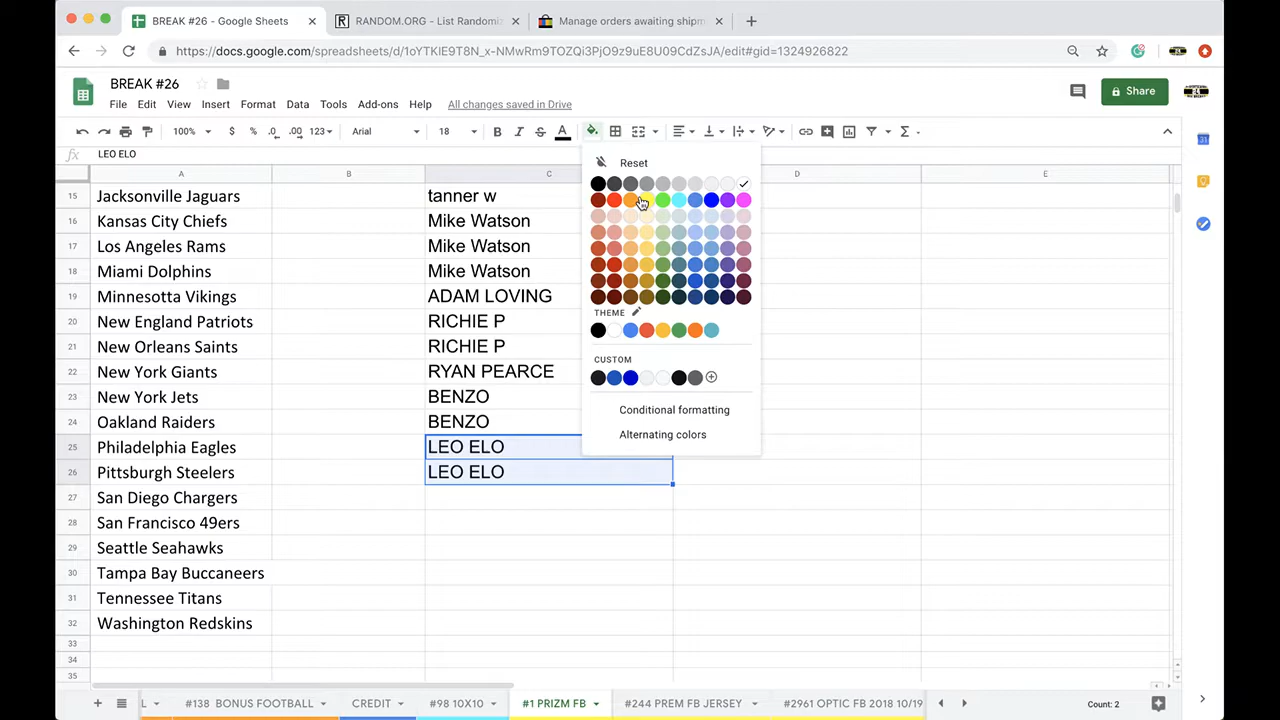 BREAK #26 - Google Sheets
RANDOM.ORG - List Randomiz
Manage orders awaiting shipm
https://docs.google.com/spreadsheets/d/1oYTKlE9T8N_x-NMwRm9TOZQi3PjO9z9uE8U09CdZsJA/edit#gid=1324926822
BREAK #26
File Edit View Insert Format Data Tools Add-ons Help All changes saved in Drive
Share
100% $ % .0 .00 123 Arial 18 B I S A
fx LEO ELO
A B C D E
15 Jacksonville Jaguars tanner w
16 Kansas City Chiefs Mike Watson
17 Los Angeles Rams Mike Watson
18 Miami Dolphins Mike Watson
19 Minnesotta Vikings ADAM LOVING
20 New England Patriots RICHIE P
21 New Orleans Saints RICHIE P
22 New York Giants RYAN PEARCE
23 New York Jets BENZO
24 Oakland Raiders BENZO
25 Philadelphia Eagles LEO ELO
26 Pittsburgh Steelers LEO ELO
27 San Diego Chargers
28 San Francisco 49ers
29 Seattle Seahawks
30 Tampa Bay Buccaneers
31 Tennessee Titans
32 Washington Redskins
33
34
35
Reset
THEME
CUSTOM
Conditional formatting
Alternating colors
L #138 BONUS FOOTBALL CREDIT #98 10X10 #1 PRIZM FB #244 PREM FB JERSEY #2961 OPTIC FB 2018 10/19
Count: 2